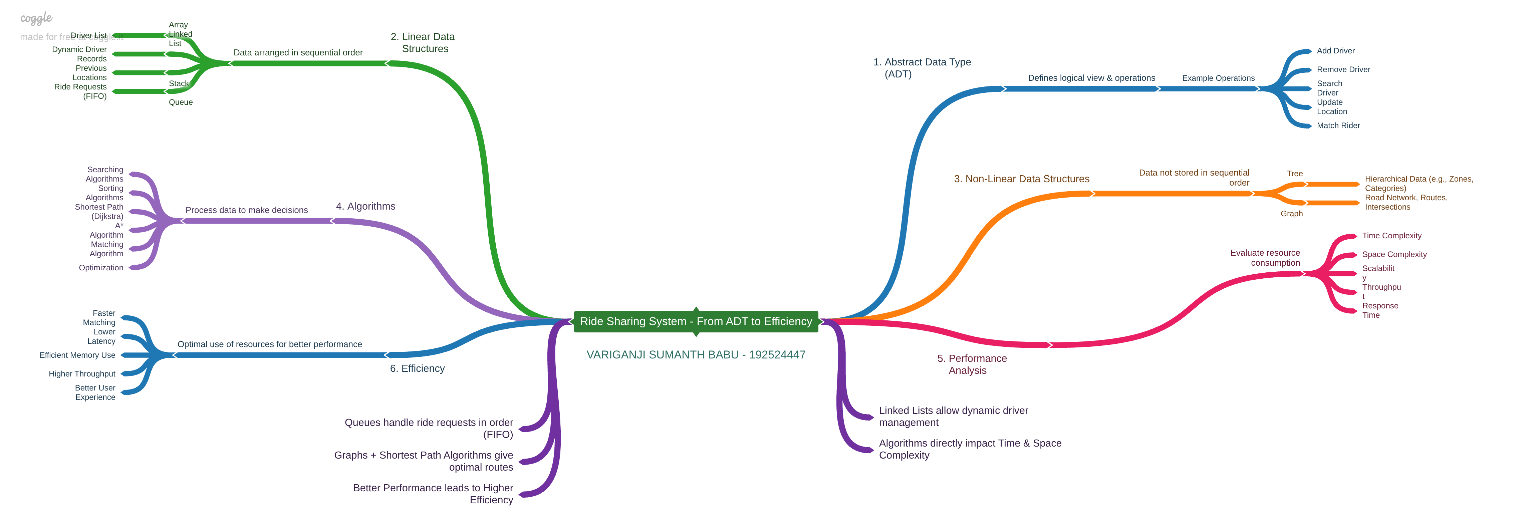 coggle
made for free at coggle.it
Ride Sharing System - From ADT to Efficiency
VARIGANJI SUMANTH BABU - 192524447
1. Abstract Data Type
(ADT)
Defines logical view & operations
Example Operations
Add Driver
Remove Driver
Search
Driver
Update
Location
Match Rider
2. Linear Data
Structures
Data arranged in sequential order
Array
Driver List
Linked
List
Dynamic Driver
Records
Stack
Previous
Locations
Queue
Ride Requests
(FIFO)
3. Non-Linear Data Structures
Data not stored in sequential
order
Tree
Hierarchical Data (e.g., Zones,
Categories)
Graph
Road Network, Routes,
Intersections
4. Algorithms
Process data to make decisions
Searching
Algorithms
Sorting
Algorithms
Shortest Path
(Dijkstra)
A*
Algorithm
Matching
Algorithm
Optimization
5. Performance
Analysis
Evaluate resource
consumption
Time Complexity
Space Complexity
Scalabilit
y
Throughpu
t
Response
Time
6. Efficiency
Optimal use of resources for better performance
Faster
Matching
Lower
Latency
Efficient Memory Use
Higher Throughput
Better User
Experience
Queues handle ride requests in order
(FIFO)
Graphs + Shortest Path Algorithms give
optimal routes
Better Performance leads to Higher
Efficiency
Linked Lists allow dynamic driver
management
Algorithms directly impact Time & Space
Complexity